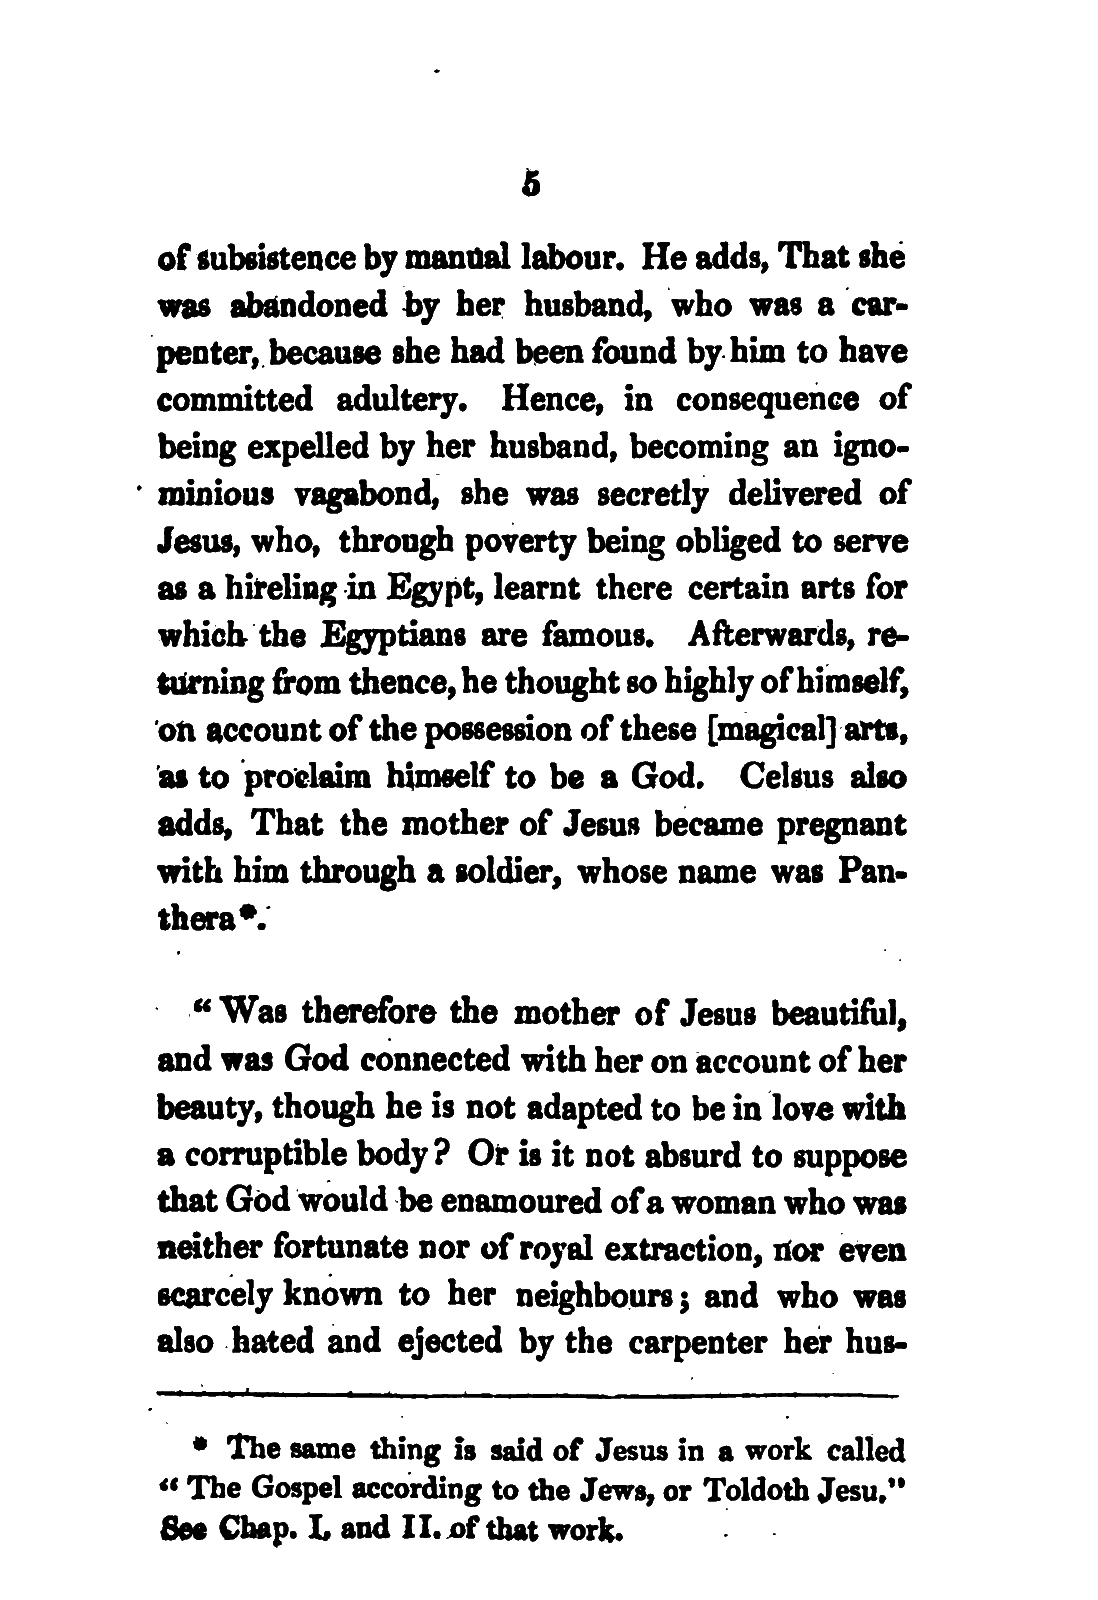 5
of subsistence by manual labour. He adds, That she
was abandoned by her husband, who was a car-
penter, because she had been found by him to have
committed adultery. Hence, in consequence of
being expelled by her husband, becoming an igno-
minious vagabond, she was secretly delivered of
Jesus, who, through poverty being obliged to serve
as a hireling in Egypt, learnt there certain arts for
which the Egyptians are famous. Afterwards, re-
turning from thence, he thought so highly of himself,
on account of the possession of these [magical] arts,
as to proclaim himself to be a God. Celsus also
adds, That the mother of Jesus became pregnant
with him through a soldier, whose name was Pan-
thera*.
“Was therefore the mother of Jesus beautiful,
and was God connected with her on account of her
beauty, though he is not adapted to be in love with
a corruptible body? Or is it not absurd to suppose
that God would be enamoured of a woman who was
neither fortunate nor of royal extraction, nor even
scarcely known to her neighbours; and who was
also hated and ejected by the carpenter her hus-
* The same thing is said of Jesus in a work called
“The Gospel according to the Jews, or Toldoth Jesu.”
See Chap. I. and II. of that work.